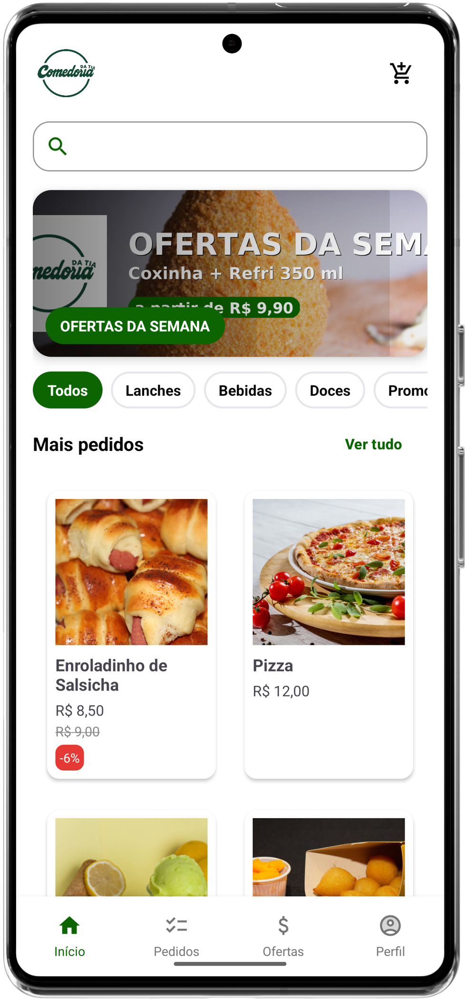 Comedoria
DA TIA
medoria
DA TIA
OFERTAS DA SEM
Coxinha + Refri 350 ml
a partir de R$ 9,90
OFERTAS DA SEMANA
Todos
Lanches
Bebidas
Doces
Promo
Mais pedidos
Ver tudo
Enroladinho de
Salsicha
R$ 8,50
R$ 9,00
-6%
Pizza
R$ 12,00
Início
Pedidos
Ofertas
Perfil